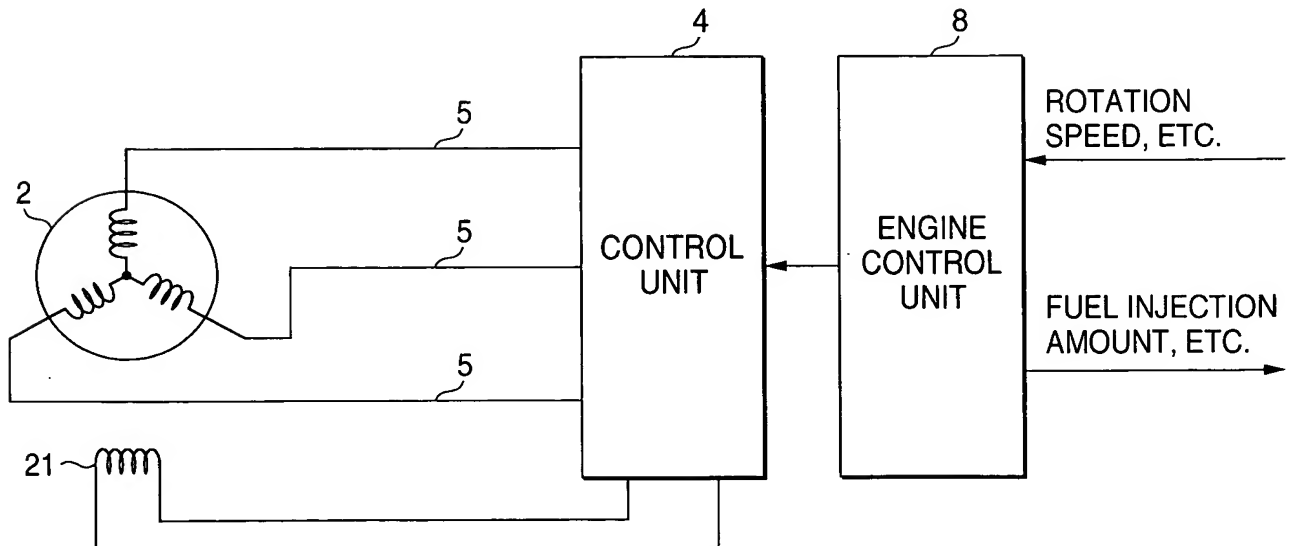 4
8
5
ROTATION
SPEED, ETC.
2
5
CONTROL
UNIT
ENGINE
CONTROL
UNIT
FUEL INJECTION
AMOUNT, ETC.
5
21